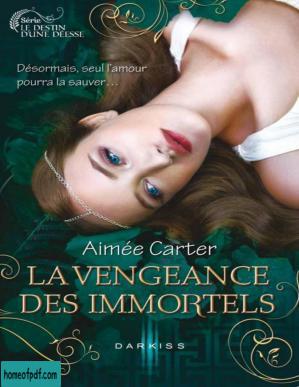 Série
LE DESTIN
D'UNE DÉESSE
Désormais, seul l'amour
pourra la sauver...
Aimée Carter
LA VENGEANCE
DES IMMORTELS
DARKISS
homeofpdf.com